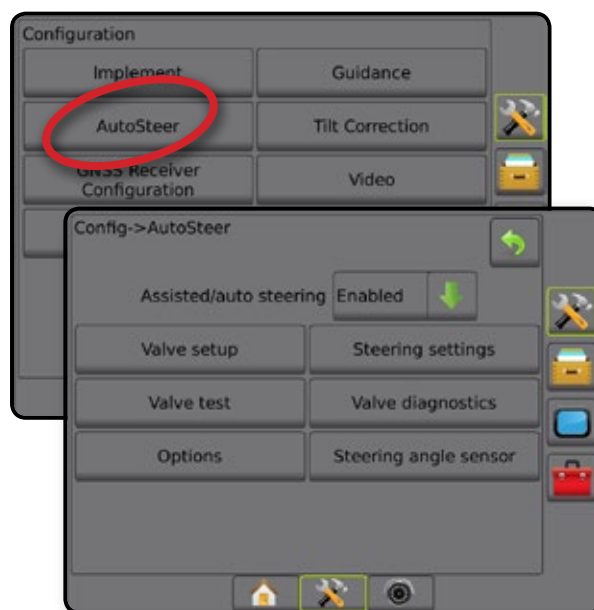 Configuration
Implement
Guidance
AutoSteer
Tilt Correction
GNSS Receiver
Configuration
Video
Config->AutoSteer
Assisted/auto steering Enabled
Valve setup
Steering settings
Valve test
Valve diagnostics
Options
Steering angle sensor